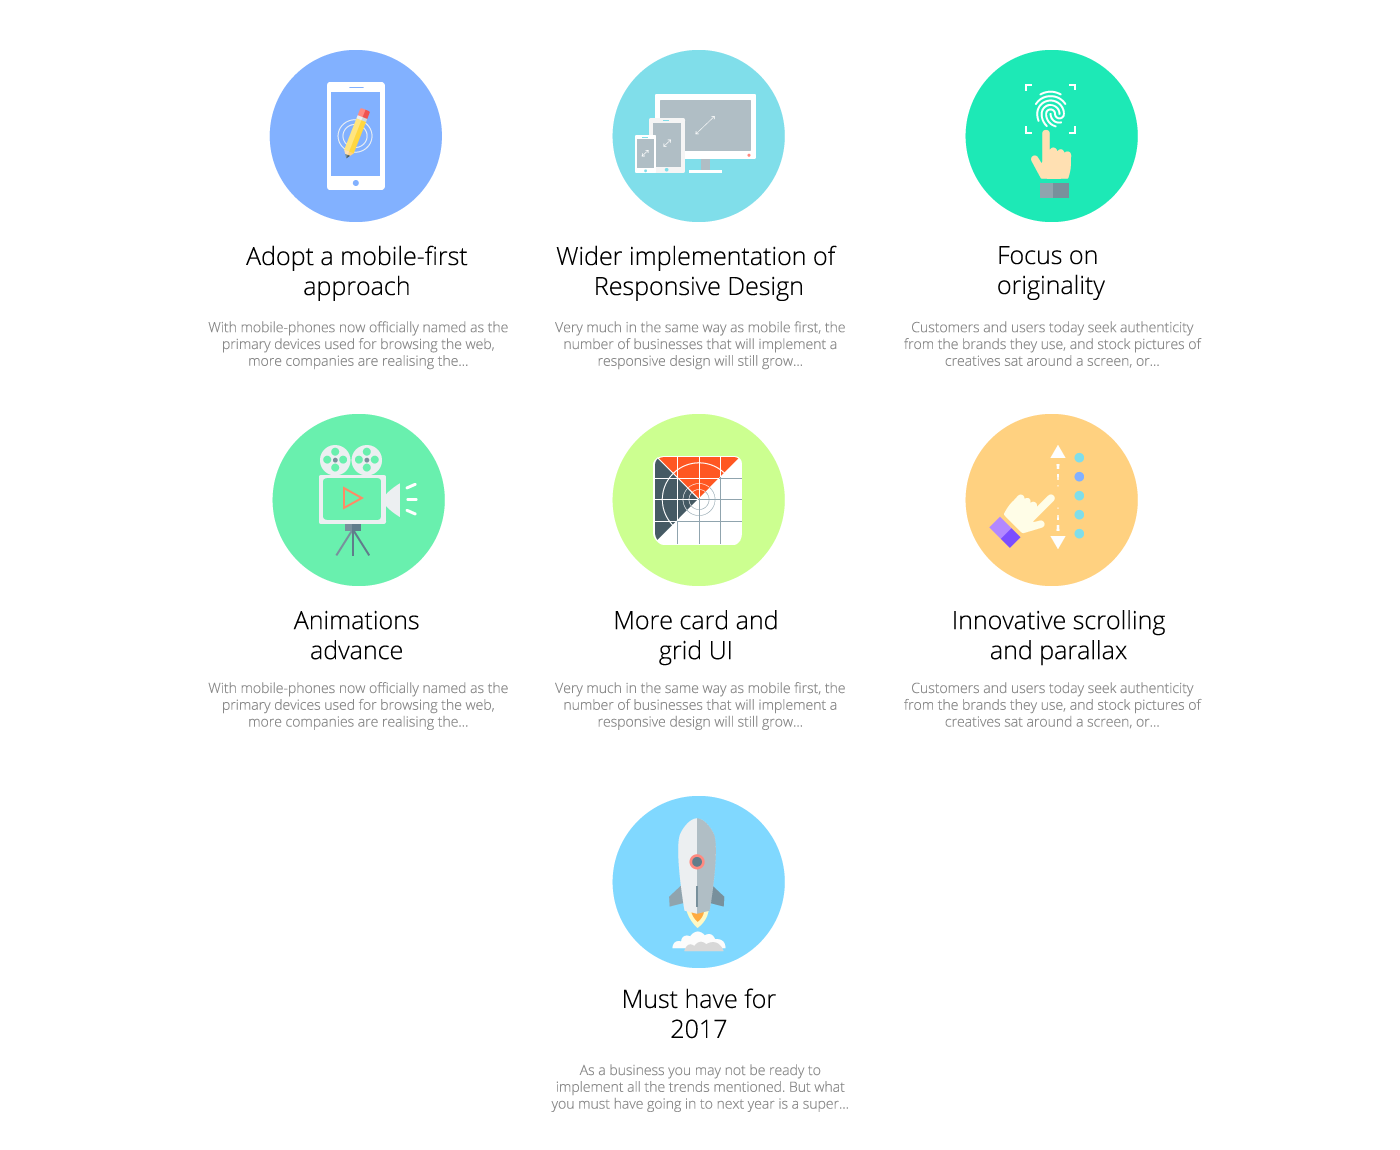 Adopt a mobile-first
approach
With mobile-phones now officially named as the
primary devices used for browsing the web,
more companies are realising the...
Wider implementation of
Responsive Design
Very much in the same way as mobile first, the
number of businesses that will implement a
responsive design will still grow...
Focus on
originality
Customers and users today seek authenticity
from the brands they use, and stock pictures of
creatives sat around a screen, or...
Animations
advance
With mobile-phones now officially named as the
primary devices used for browsing the web,
more companies are realising the...
More card and
grid UI
Very much in the same way as mobile first, the
number of businesses that will implement a
responsive design will still grow...
Innovative scrolling
and parallax
Customers and users today seek authenticity
from the brands they use, and stock pictures of
creatives sat around a screen, or...
Must have for
2017
As a business you may not be ready to
implement all the trends mentioned. But what
you must have going in to next year is a super...